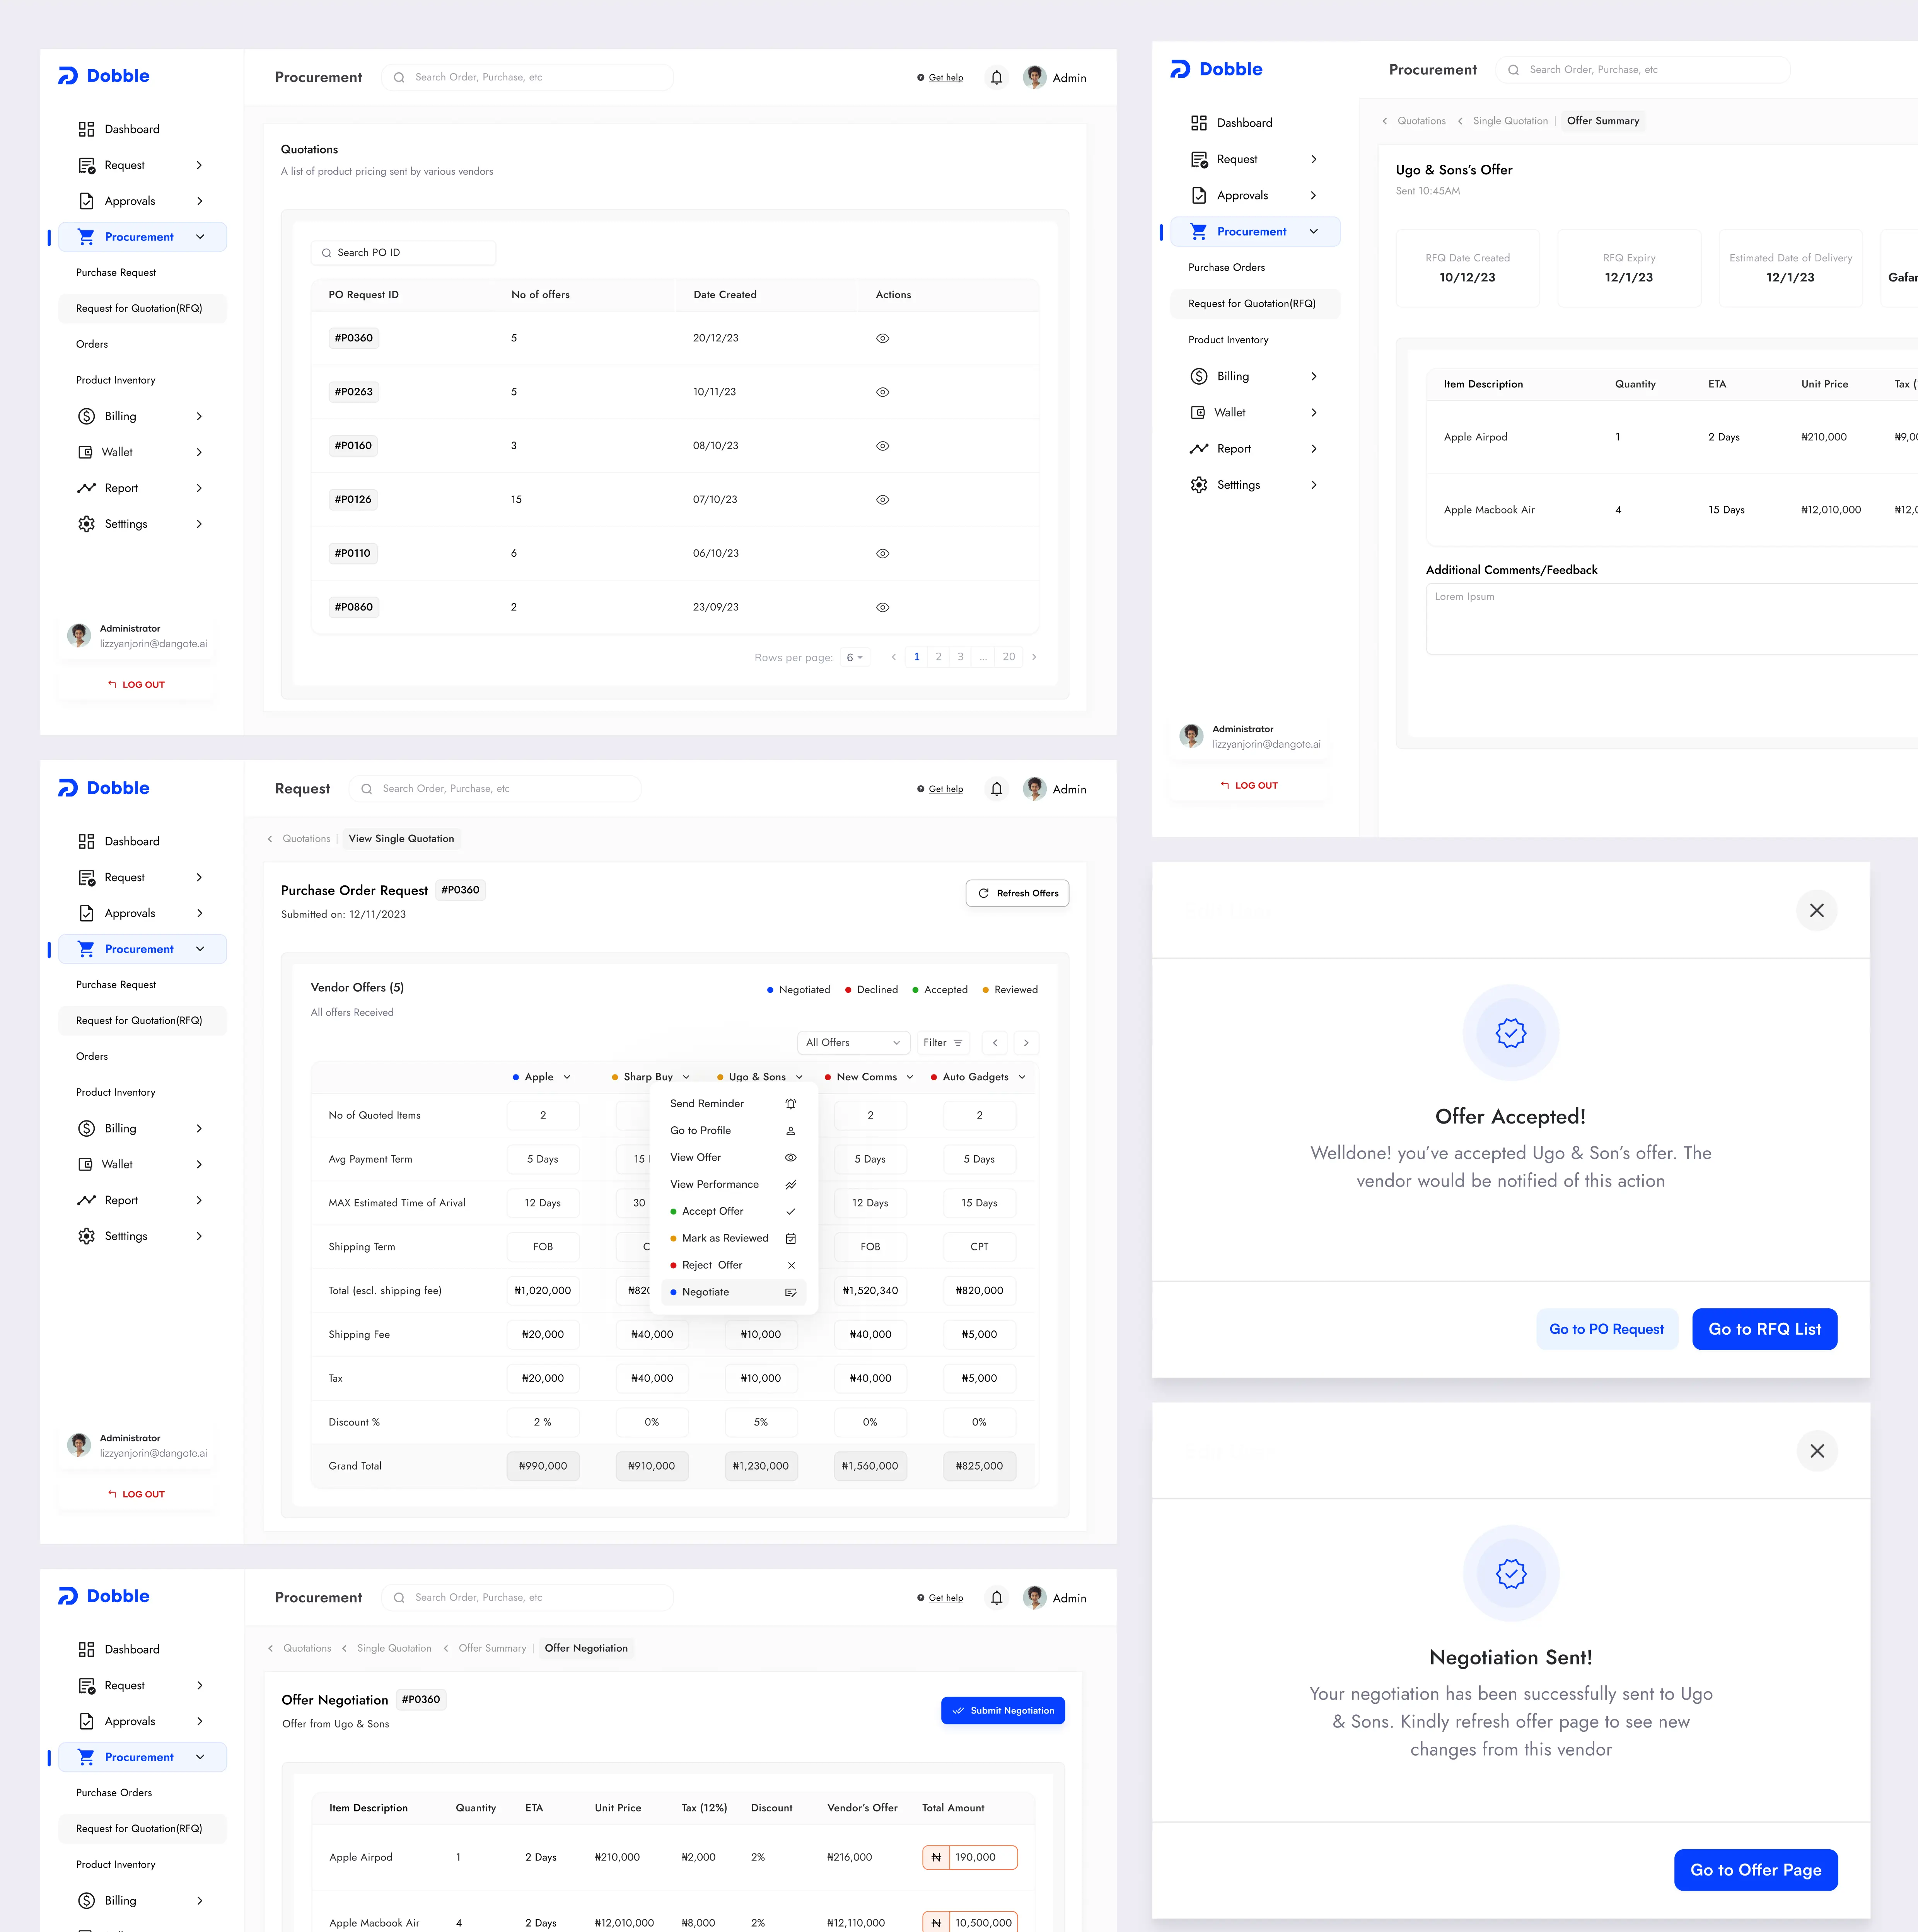 Dobble
Procurement
Search Order, Purchase, etc
Get help
Admin
Dashboard
Request
Approvals
Procurement
Purchase Request
Request for Quotation(RFQ)
Orders
Product Inventory
Billing
Wallet
Report
Setttings
Administrator
lizzyanjorin@dangote.ai
LOG OUT
Quotations
A list of product pricing sent by various vendors
Search PO ID
PO Request ID No of offers Date Created Actions
#P0360 5 20/12/23
#P0263 5 10/11/23
#P0160 3 08/10/23
#P0126 15 07/10/23
#P0110 6 06/10/23
#P0860 2 23/09/23
Rows per page: 6 1 2 3 ... 20
Dobble
Procurement
Search Order, Purchase, etc
Dashboard
Request
Approvals
Procurement
Purchase Orders
Request for Quotation(RFQ)
Product Inventory
Billing
Wallet
Report
Setttings
Administrator
lizzyanjorin@dangote.ai
LOG OUT
Quotations Single Quotation | Offer Summary
Ugo & Sons's Offer
Sent 10:45AM
RFQ Date Created
10/12/23
RFQ Expiry
12/1/23
Estimated Date of Delivery
12/1/23
Item Description Quantity ETA Unit Price Tax (
Apple Airpod 1 2 Days ₦210,000
Apple Macbook Air 4 15 Days ₦12,010,000
Additional Comments/Feedback
Lorem Ipsum
Dobble
Request
Search Order, Purchase, etc
Get help
Admin
Dashboard
Request
Approvals
Procurement
Purchase Request
Request for Quotation(RFQ)
Orders
Product Inventory
Billing
Wallet
Report
Setttings
Administrator
lizzyanjorin@dangote.ai
LOG OUT
Quotations | View Single Quotation
Purchase Order Request #P0360
Submitted on: 12/11/2023
Refresh Offers
Vendor Offers (5)
All offers Received
Negotiated Declined Accepted Reviewed
All Offers Filter
Apple Sharp Buy Ugo & Sons New Comms Auto Gadgets
No of Quoted Items 2 2 2
Avg Payment Term 5 Days 15 5 Days 5 Days
MAX Estimated Time of Arival 12 Days 30 12 Days 15 Days
Shipping Term FOB FOB CPT
Total (escl. shipping fee) ₦1,020,000 ₦820 ₦1,520,340 ₦820,000
Shipping Fee ₦20,000 ₦40,000 ₦10,000 ₦40,000 ₦5,000
Tax ₦20,000 ₦40,000 ₦10,000 ₦40,000 ₦5,000
Discount % 2 % 0% 5% 0% 0%
Grand Total ₦990,000 ₦910,000 ₦1,230,000 ₦1,560,000 ₦825,000
Send Reminder
Go to Profile
View Offer
View Performance
Accept Offer
Mark as Reviewed
Reject Offer
Negotiate
Offer Accepted!
Welldone! you've accepted Ugo & Son's offer. The
vendor would be notified of this action
Go to PO Request
Go to RFQ List
Negotiation Sent!
Your negotiation has been successfully sent to Ugo
& Sons. Kindly refresh offer page to see new
changes from this vendor
Go to Offer Page
Dobble
Procurement
Search Order, Purchase, etc
Get help
Admin
Dashboard
Request
Approvals
Procurement
Purchase Orders
Request for Quotation(RFQ)
Product Inventory
Billing
Quotations Single Quotation Offer Summary | Offer Negotiation
Offer Negotiation #P0360
Offer from Ugo & Sons
Submit Negotiation
Item Description Quantity ETA Unit Price Tax (12%) Discount Vendor's Offer Total Amount
Apple Airpod 1 2 Days ₦210,000 ₦2,000 2% ₦216,000 ₦ 190,000
Apple Macbook Air 4 2 Days ₦12,010,000 ₦8,000 2% ₦12,110,000 ₦ 10,500,000